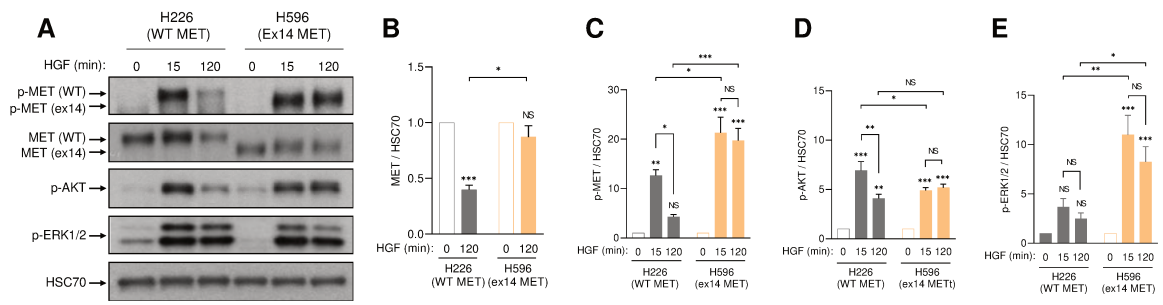 A
H226
(WT MET)
H596
(Ex14 MET)
HGF (min): 0 15 120 0 15 120
p-MET (WT)
p-MET (ex14)
MET (WT)
MET (ex14)
p-AKT
p-ERK1/2
HSC70
B
MET / HSC70
1.5
1.0
0.5
0.0
*
***
NS
HGF (min): 0 120 0 120
H226
(WT MET)
H596
(ex14 MET)
C
p-MET / HSC70
30
20
10
0
***
*
NS
*
**
NS
***
***
HGF (min): 0 15 120 0 15 120
H226
(WT MET)
H596
(ex14 MET)
D
p-AKT / HSC70
15
10
5
0
NS
*
**
***
**
NS
***
***
HGF (min): 0 15 120 0 15 120
H226
(WT MET)
H596
(ex14 METt)
E
p-ERK1/2 / HSC70
15
10
5
0
*
**
NS
***
***
NS
NS
NS
HGF (min): 0 15 120 0 15 120
H226
(WT MET)
H596
(ex14 MET)